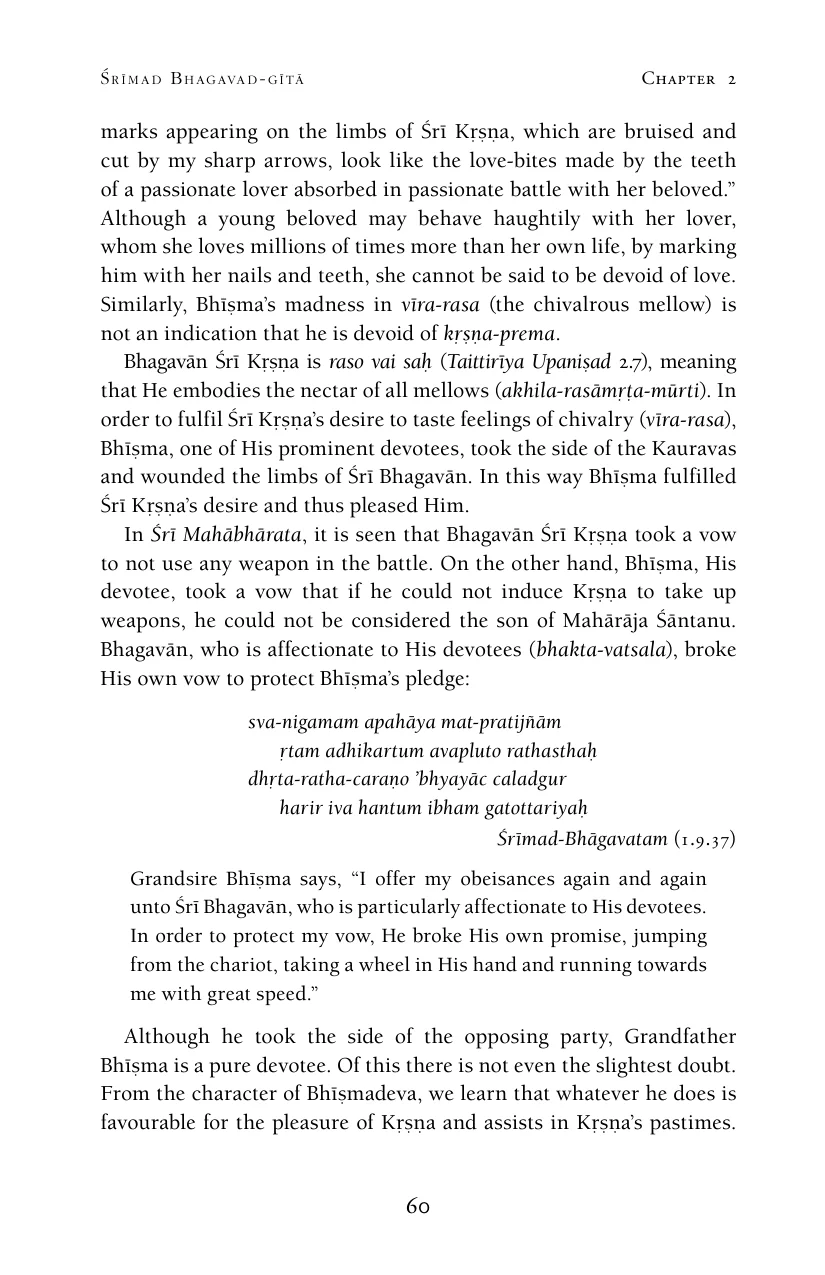 Śrīmad Bhagavad-gītā Chapter 2
marks appearing on the limbs of Śrī Kṛṣṇa, which are bruised and
cut by my sharp arrows, look like the love-bites made by the teeth
of a passionate lover absorbed in passionate battle with her beloved.”
Although a young beloved may behave haughtily with her lover,
whom she loves millions of times more than her own life, by marking
him with her nails and teeth, she cannot be said to be devoid of love.
Similarly, Bhīṣma’s madness in vīra-rasa (the chivalrous mellow) is
not an indication that he is devoid of kṛṣṇa-prema.
Bhagavān Śrī Kṛṣṇa is raso vai saḥ (Taittirīya Upaniṣad 2.7), meaning
that He embodies the nectar of all mellows (akhila-rasāmṛṭa-mūrti). In
order to fulfil Śrī Kṛṣṇa’s desire to taste feelings of chivalry (vīra-rasa),
Bhīṣma, one of His prominent devotees, took the side of the Kauravas
and wounded the limbs of Śrī Bhagavān. In this way Bhīṣma fulfilled
Śrī Kṛṣṇa’s desire and thus pleased Him.
In Śrī Mahābhārata, it is seen that Bhagavān Śrī Kṛṣṇa took a vow
to not use any weapon in the battle. On the other hand, Bhīṣma, His
devotee, took a vow that if he could not induce Kṛṣṇa to take up
weapons, he could not be considered the son of Mahārāja Śāntanu.
Bhagavān, who is affectionate to His devotees (bhakta-vatsala), broke
His own vow to protect Bhīṣma’s pledge:
sva-nigamam apahāya mat-pratijñām
ṛtam adhikartum avapluto rathasthaḥ
dhṛta-ratha-caraṇo ’bhyayāc caladgur
harir iva hantum ibham gatottariyaḥ
Śrīmad-Bhāgavatam (1.9.37)
Grandsire Bhīṣma says, “I offer my obeisances again and again
unto Śrī Bhagavān, who is particularly affectionate to His devotees.
In order to protect my vow, He broke His own promise, jumping
from the chariot, taking a wheel in His hand and running towards
me with great speed.”
Although he took the side of the opposing party, Grandfather
Bhīṣma is a pure devotee. Of this there is not even the slightest doubt.
From the character of Bhīṣmadeva, we learn that whatever he does is
favourable for the pleasure of Kṛṣṇa and assists in Kṛṣṇa’s pastimes.
60